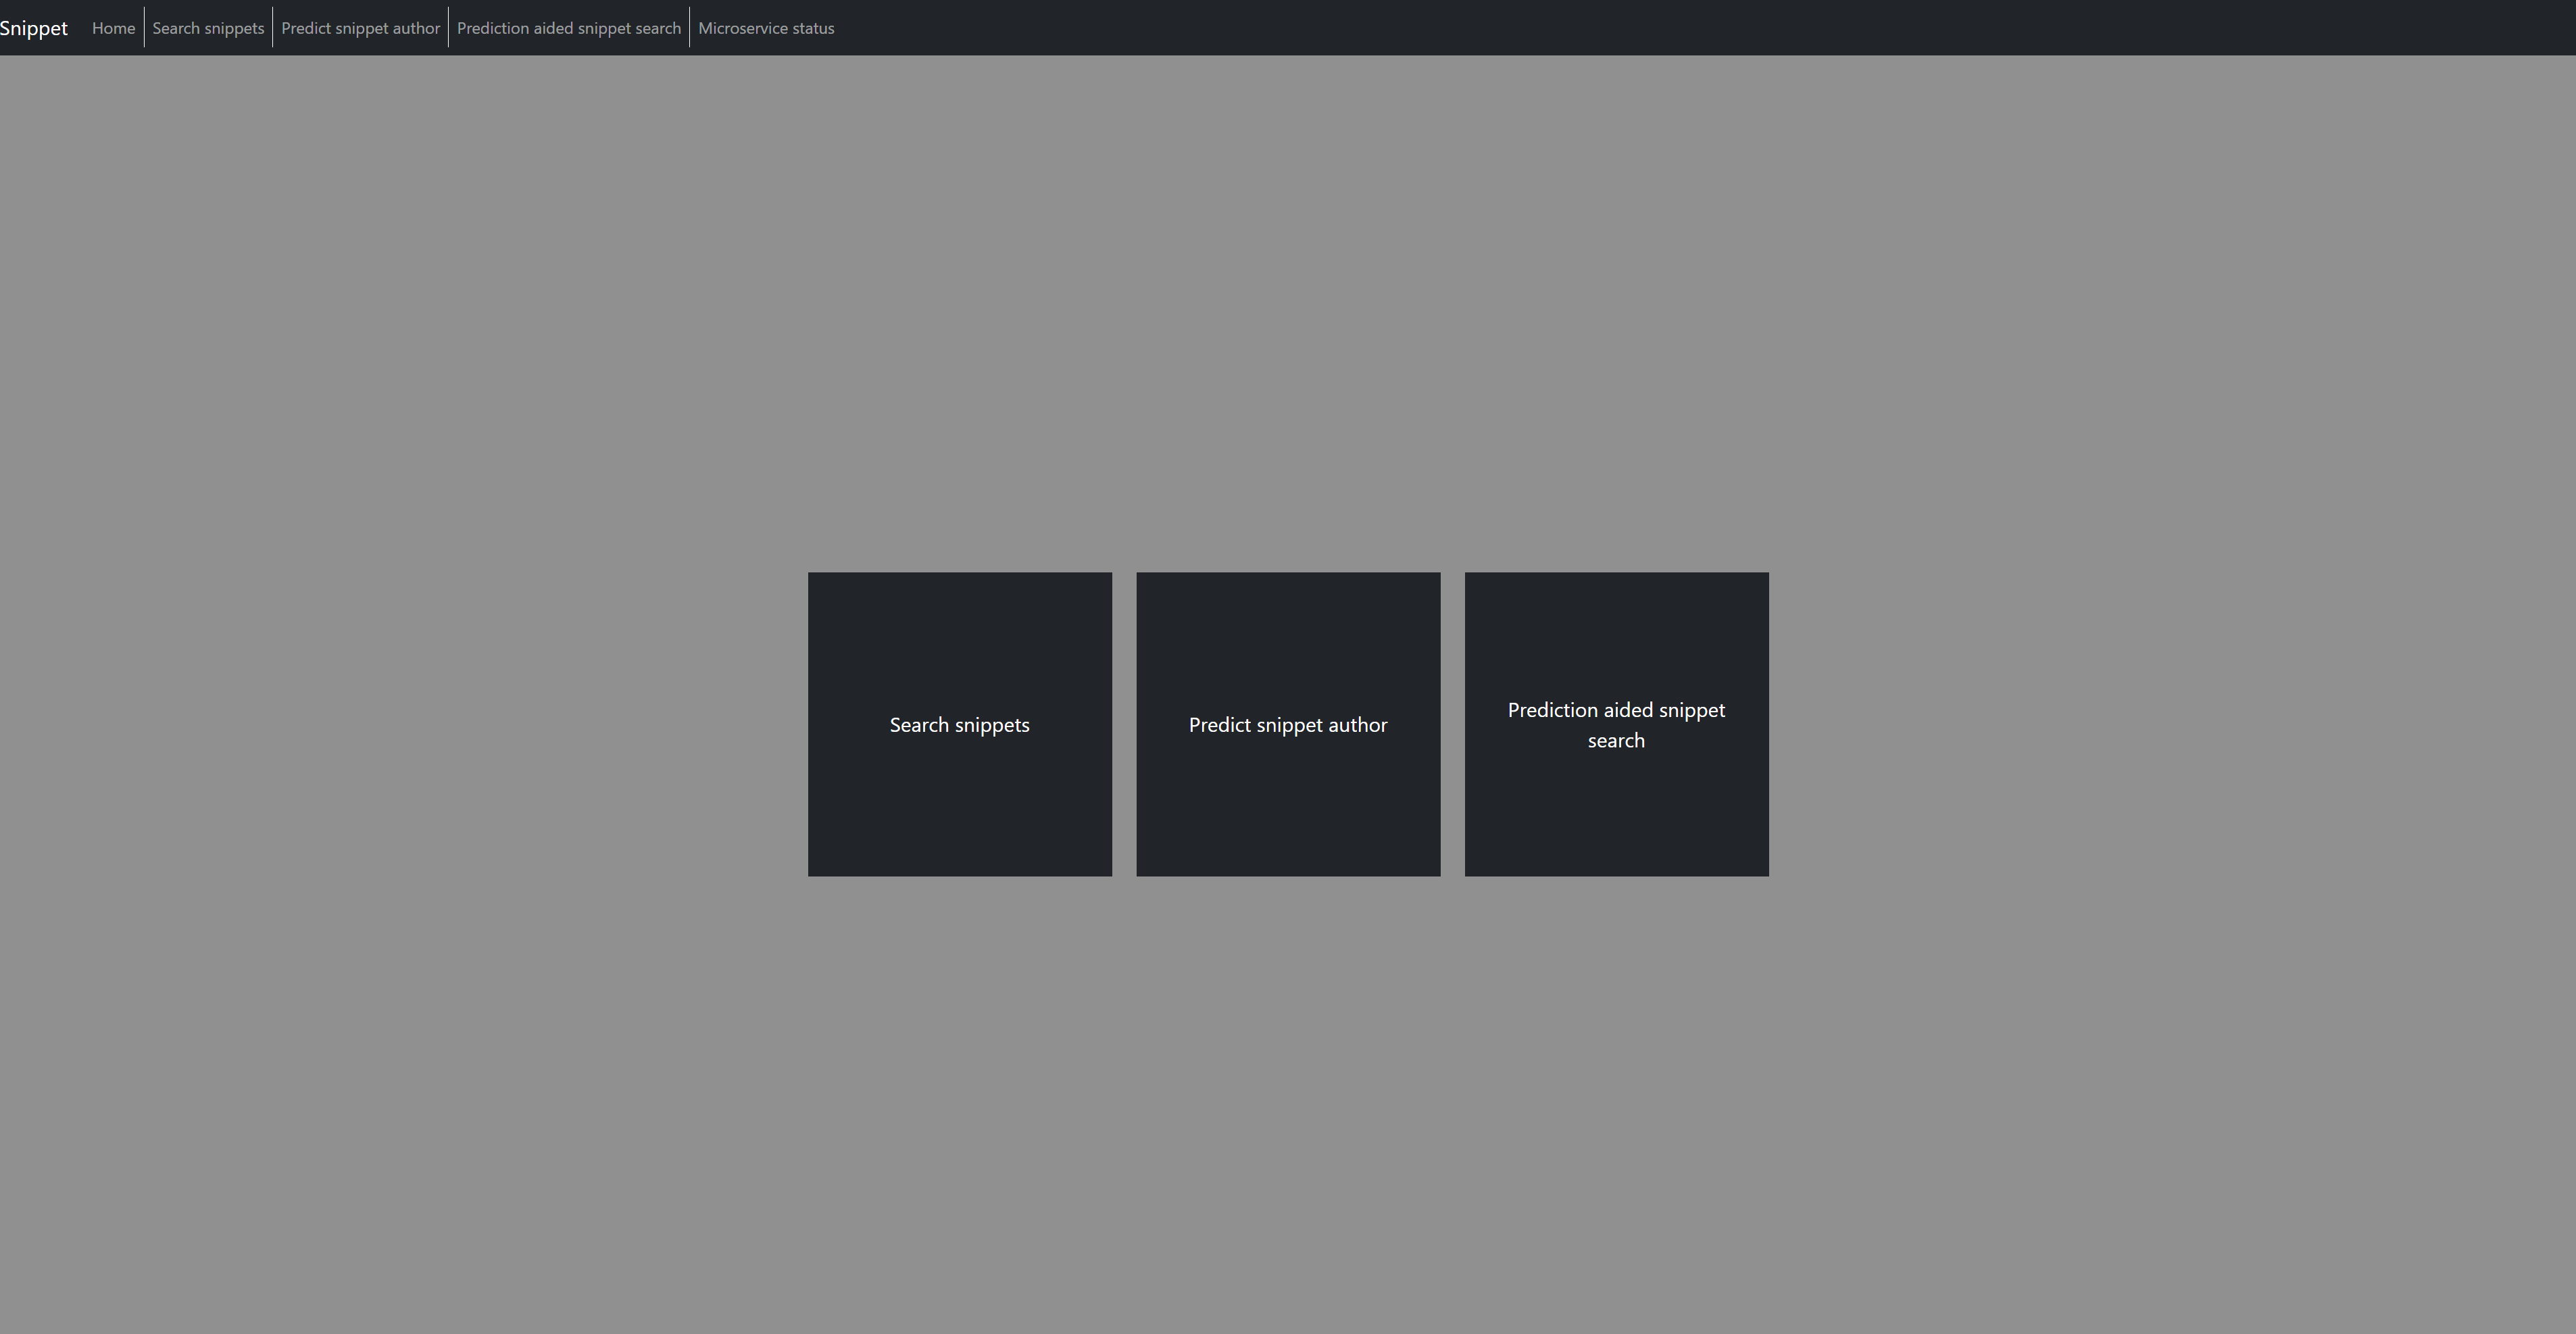 Snippet Home Search snippets Predict snippet author Prediction aided snippet search Microservice status
Search snippets
Predict snippet author
Prediction aided snippet
search